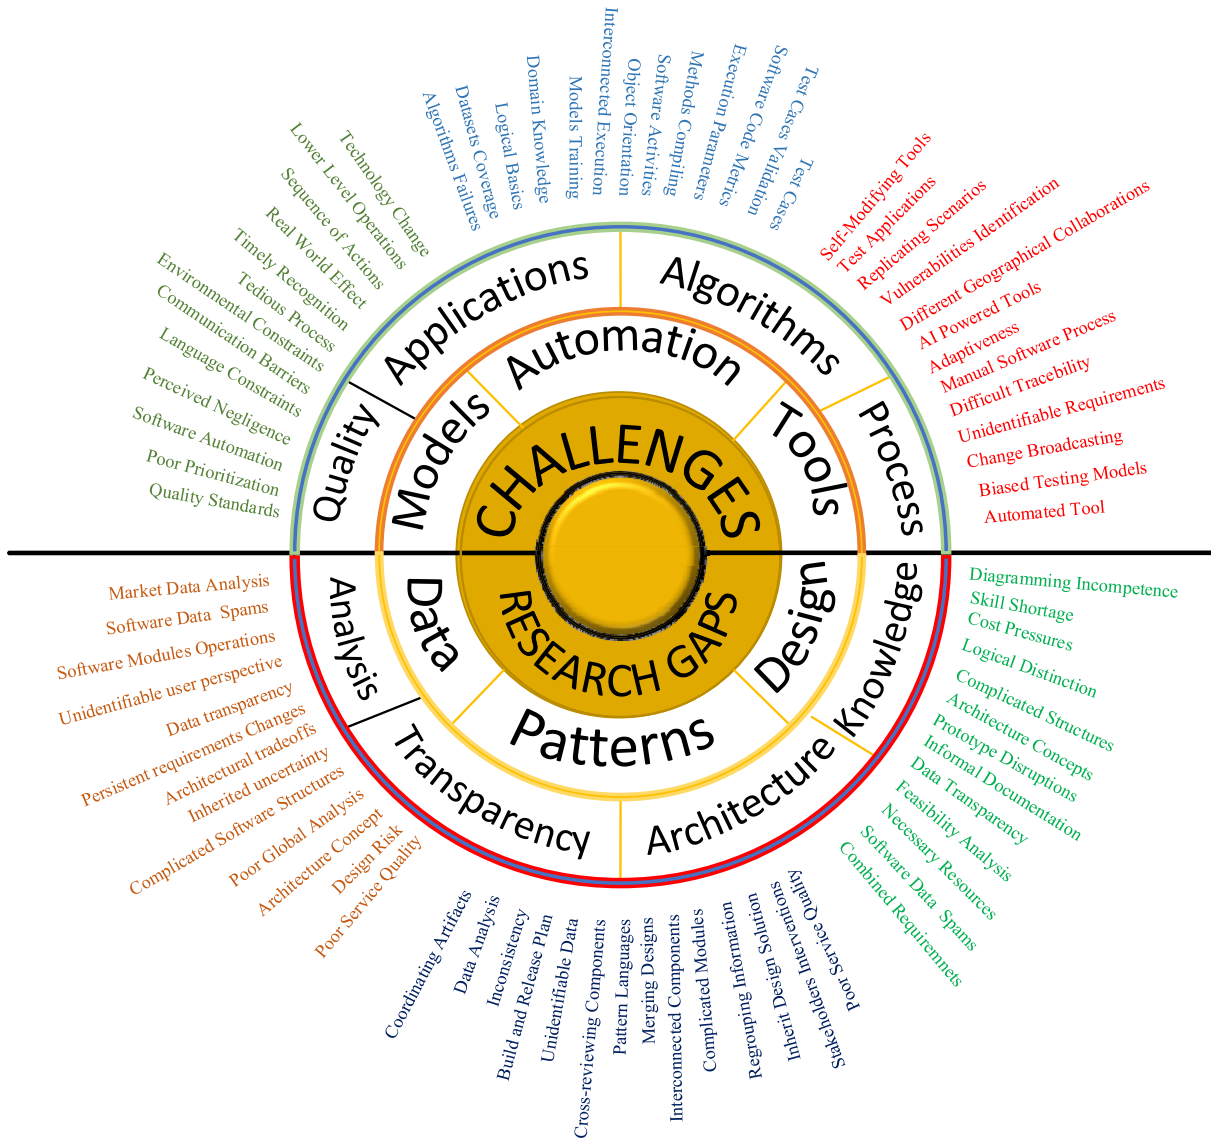 CHALLENGES
RESEARCH GAPS
Models
Automation
Tools
Data
Patterns
Design
Quality
Applications
Algorithms
Process
Analysis
Transparency
Architecture
Knowledge
Technology Change
Lower Level Operations
Sequence of Actions
Real World Effect
Timely Recognition
Tedious Process
Environmental Constraints
Communication Barriers
Language Constraints
Perceived Negligence
Software Automation
Poor Prioritization
Quality Standards
Algorithms Failures
Datasets Coverage
Logical Basics
Domain Knowledge
Models Training
Interconnected Execution
Object Orientation
Software Activities
Methods Compiling
Execution Parameters
Software Code Metrics
Test Cases Validation
Test Cases
Self-Modifying Tools
Test Applications
Replicating Scenarios
Vulnerabilities Identification
Different Geographical Collaborations
AI Powered Tools
Adaptiveness
Manual Software Process
Difficult Tracebility
Unidentifiable Requirements
Change Broadcasting
Biased Testing Models
Automated Tool
Market Data Analysis
Software Data Spams
Software Modules Operations
Unidentifiable user perspective
Data transparency
Persistent requirements Changes
Architectural tradeoffs
Inherited uncertainty
Complicated Software Structures
Poor Global Analysis
Architecture Concept
Design Risk
Poor Service Quality
Coordinating Artifacts
Data Analysis
Inconsistency
Build and Release Plan
Unidentifiable Data
Cross-reviewing Components
Pattern Languages
Merging Designs
Interconnected Components
Complicated Modules
Regrouping Information
Inherit Design Solution
Stakeholders Interventions
Poor Service Quality
Diagramming Incompetence
Skill Shortage
Cost Pressures
Logical Distinction
Complicated Structures
Architecture Concepts
Prototype Disruptions
Informal Documentation
Data Transparency
Feasibility Analysis
Necessary Resources
Software Data Spams
Combined Requiremnets